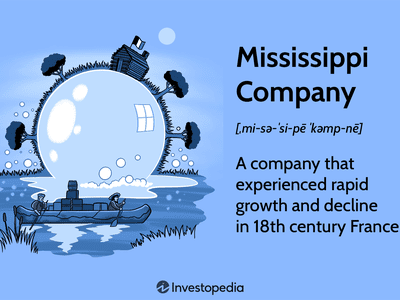 Mississippi
Company
[ˌmi-sə-ˈsi-pē ˈkəmp-nē]
A company that
experienced rapid
growth and decline
in 18th century France
Investopedia